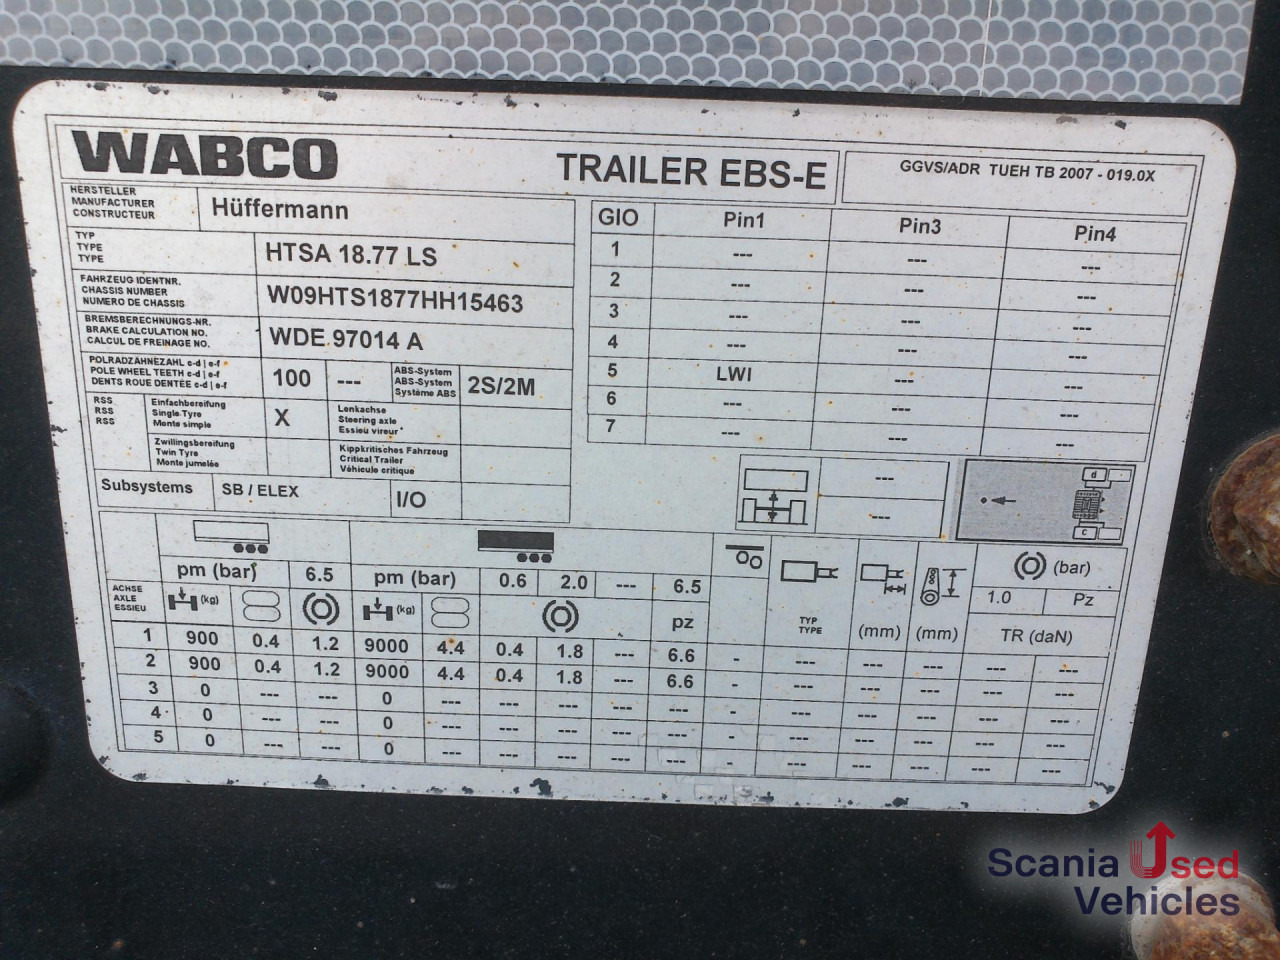 WABCO
TRAILER EBS-E
GGVS/ADR TUEH TB 2007 - 019.0X
HERSTELLER
MANUFACTURER
CONSTRUCTEUR
Hüffermann
TYP
TYPE
TYPE
HTSA 18.77 LS
FAHRZEUG IDENTNR.
CHASSIS NUMBER
NUMERO DE CHASSIS
W09HTS1877HH15463
BREMSBERECHNUNGS-NR.
BRAKE CALCULATION NO.
CALCUL DE FREINAGE NO.
WDE 97014 A
POLRADZÄHNEZAHL c-d | e-f
POLE WHEEL TEETH c-d | e-f
DENTS ROUE DENTÉE c-d | e-f
100 ---
ABS-System
ABS-System
Système ABS
2S/2M
RSS
RSS
RSS
Einfachbereifung
Single Tyre
Monte simple
X
Lenkachse
Steering axle
Essieu vireur
Zwillingsbereifung
Twin Tyre
Monte jumelée
Kippkritisches Fahrzeug
Critical Trailer
Véhicule critique
Subsystems SB / ELEX I/O
GIO Pin1 Pin3 Pin4
1 --- --- ---
2 --- --- ---
3 --- --- ---
4 --- --- ---
5 LWI --- ---
6 --- --- ---
7 --- --- ---
---
---
d
c
pm (bar) 6.5 pm (bar) 0.6 2.0 --- 6.5
(bar)
1.0 Pz
ACHSE
AXLE
ESSIEU
(kg) (kg) pz
TYP
TYPE
(mm) (mm) TR (daN)
1 900 0.4 1.2 9000 4.4 0.4 1.8 --- 6.6 - --- --- --- --- ---
2 900 0.4 1.2 9000 4.4 0.4 1.8 --- 6.6 - --- --- --- --- ---
3 0 --- --- 0 --- --- --- --- --- - --- --- --- --- ---
4 0 --- --- 0 --- --- --- --- --- - --- --- --- --- ---
5 0 --- --- 0 --- --- --- --- --- - --- --- --- --- ---
Scania Used
Vehicles